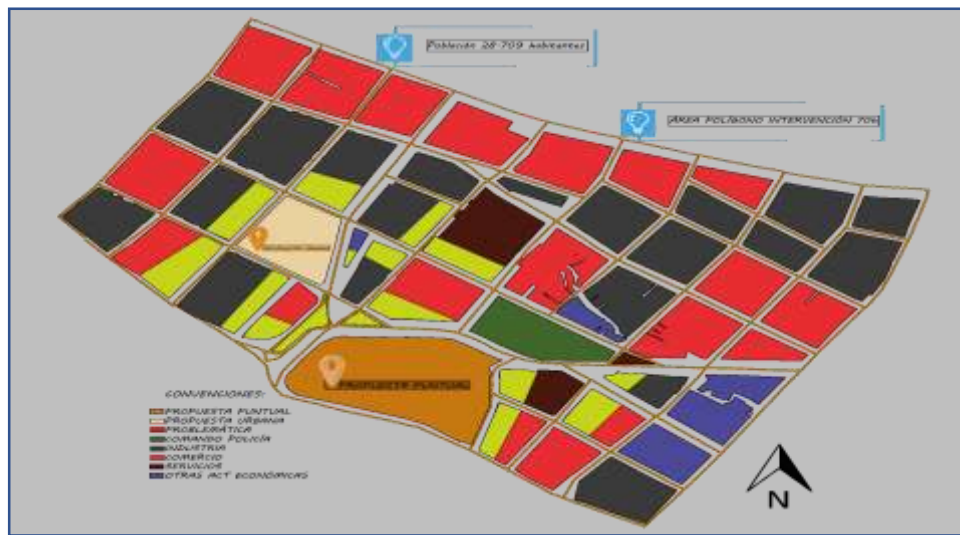 Población 28.709 habitantes
ÁREA POLÍGONO INTERVENCIÓN
PROPUESTA PUNTUAL
CONVENCIONES:
PROPUESTA PUNTUAL
PROPUESTA URBANA
PROBLEMÁTICA
COMANDO POLICÍA
INDUSTRIA
COMERCIO
SERVICIOS
OTRAS ACT ECONÓMICAS
N